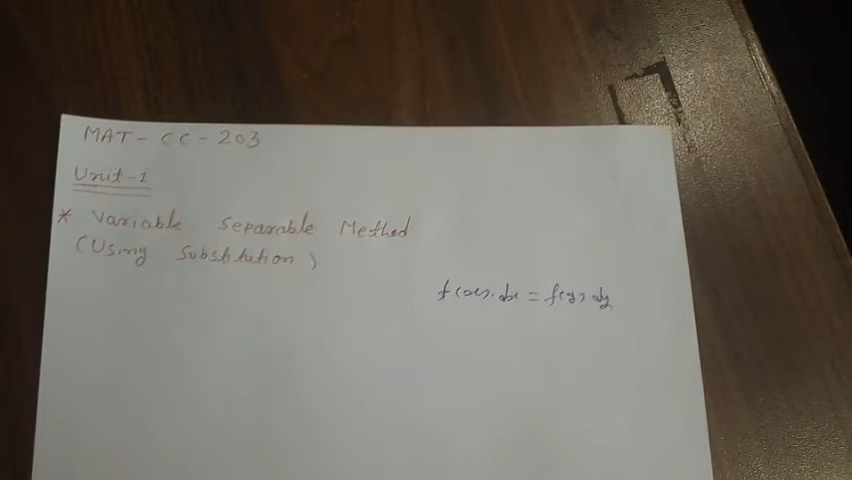 MAT- CC - 203
Unit-1
* Variable Separable Method
(Using Substitution.)
f(x).dx = f(y) dy